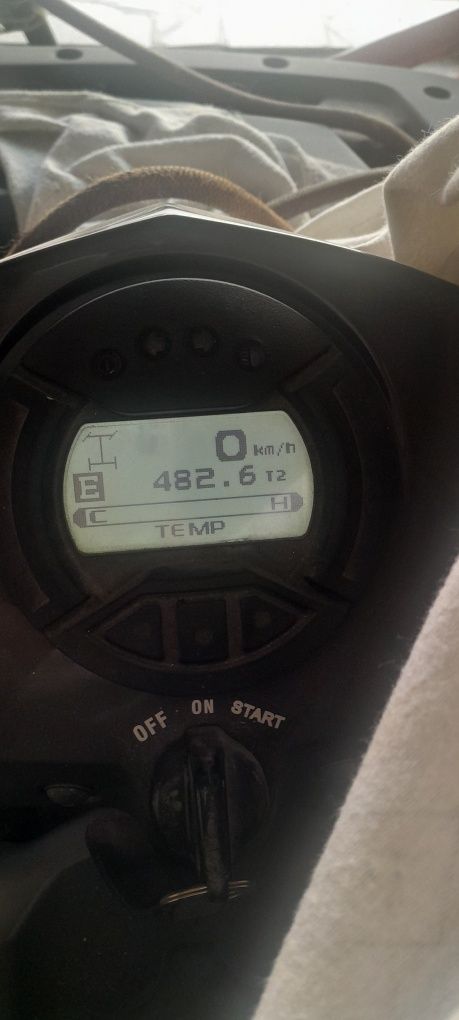 0 km/h
E 482.6 T2
C H
TEMP
OFF ON START